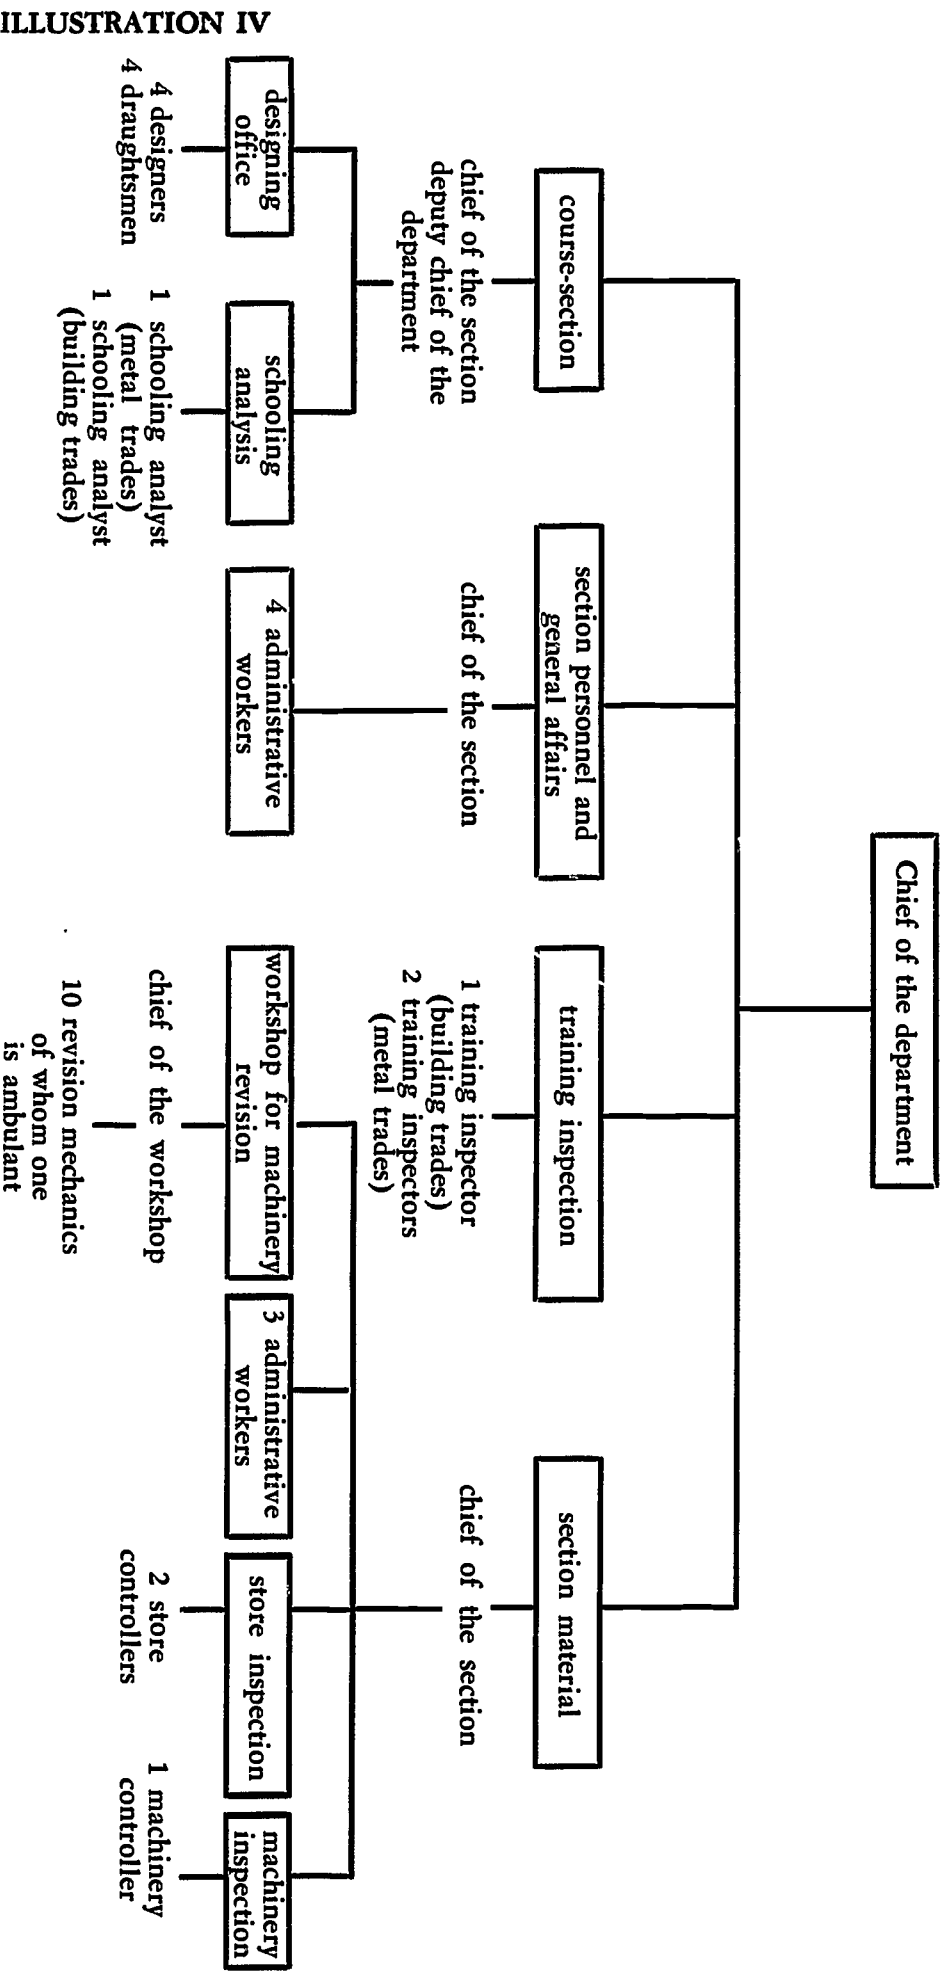 ILLUSTRATION IV
Chief of the department
course-section
chief of the section
deputy chief of the
department
designing
office
4 designers
4 draughtsmen
schooling
analysis
1 schooling analyst
(metal trades)
1 schooling analyst
(building trades)
section personnel and
general affairs
chief of the section
4 administrative
workers
training inspection
1 training inspector
(building trades)
2 training inspectors
(metal trades)
section material
chief of the section
workshop for machinery
revision
chief of the workshop
10 revision mechanics
of whom one
is ambulant
3 administrative
workers
store inspection
2 store
controllers
machinery
inspection
1 machinery
controller